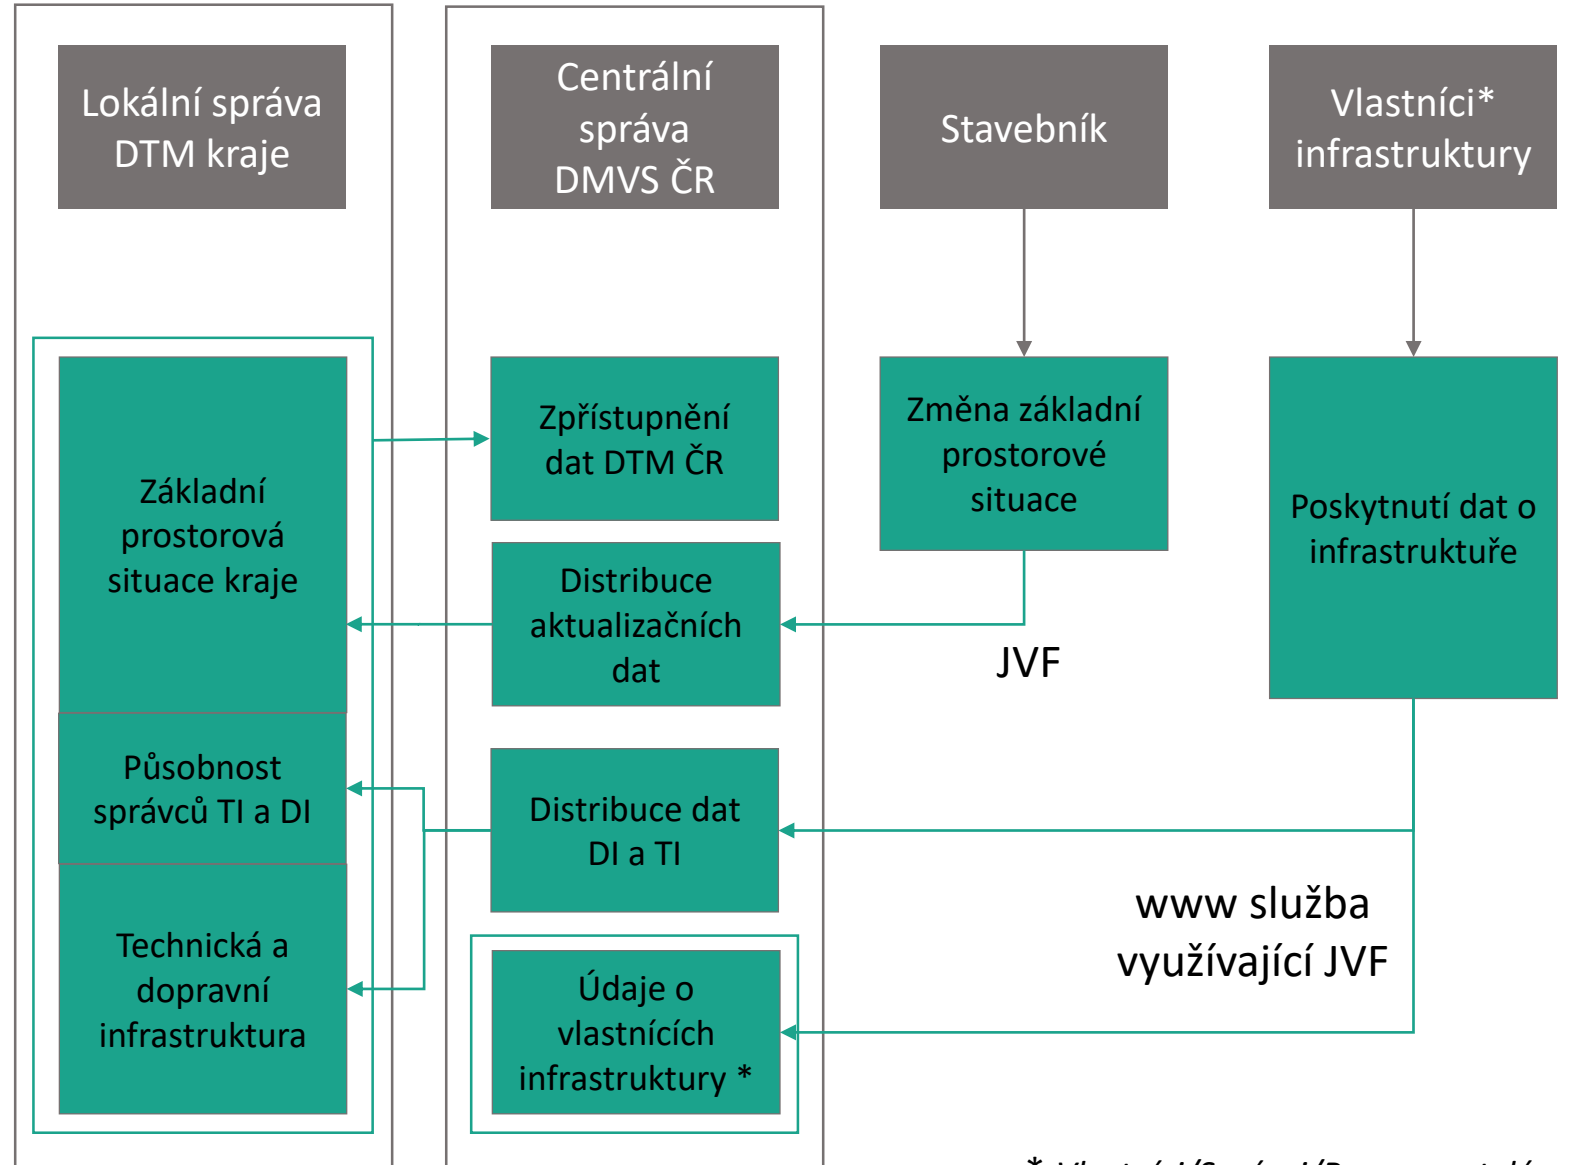 Lokální správa
DTM kraje
Centrální
správa
DMVS ČR
Stavebník
Vlastníci*
infrastruktury
Základní
prostorová
situace kraje
Působnost
správců TI a DI
Technická a
dopravní
infrastruktura
Zpřístupnění
dat DTM ČR
Distribuce
aktualizačních
dat
Distribuce dat
DI a TI
Údaje o
vlastnících
infrastruktury *
Změna základní
prostorové
situace
JVF
Poskytnutí dat o
infrastruktuře
www služba
využívající JVF
* Vlastníci/Správci/